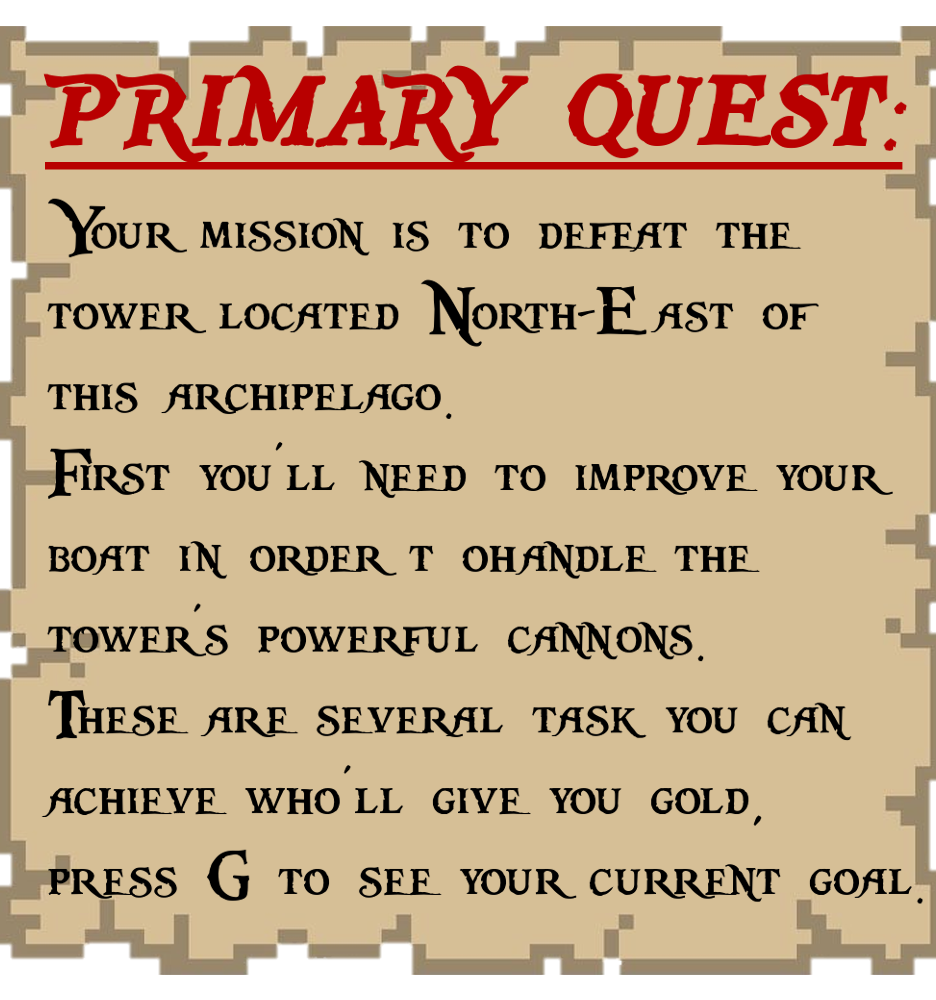 PRIMARY QUEST:
Your mission is to defeat the
tower located North-East of
this archipelago.
First you'll need to improve your
boat in order t ohandle the
tower's powerful cannons.
These are several task you can
achieve who'll give you gold,
press G to see your current goal.